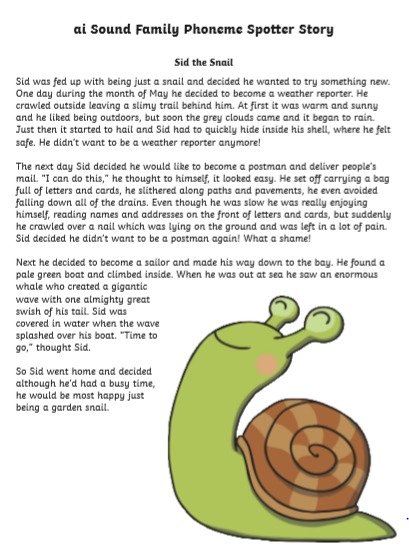 ai Sound Family Phoneme Spotter Story
Sid the Snail
Sid was fed up with being just a snail and decided he wanted to try something new.
One day during the month of May he decided to become a weather reporter. He
crawled outside leaving a slimy trail behind him. At first it was warm and sunny
and he liked being outdoors, but soon the grey clouds came and it began to rain.
Just then it started to hail and Sid had to quickly hide inside his shell, where he felt
safe. He didn't want to be a weather reporter anymore!
The next day Sid decided he would like to become a postman and deliver people's
mail. "I can do this," he thought to himself, it looked easy. He set off carrying a bag
full of letters and cards, he slithered along paths and pavements, he even avoided
falling down all of the drains. Even though he was slow he was really enjoying
himself, reading names and addresses on the front of letters and cards, but suddenly
he crawled over a nail which was lying on the ground and was left in a lot of pain.
Sid decided he didn't want to be a postman again! What a shame!
Next he decided to become a sailor and made his way down to the bay. He found a
pale green boat and climbed inside. When he was out at sea he saw an enormous
whale who created a gigantic
wave with one almighty great
swish of his tail. Sid was
covered in water when the wave
splashed over his boat. "Time to
go," thought Sid.
So Sid went home and decided
although he'd had a busy time,
he would be most happy just
being a garden snail.